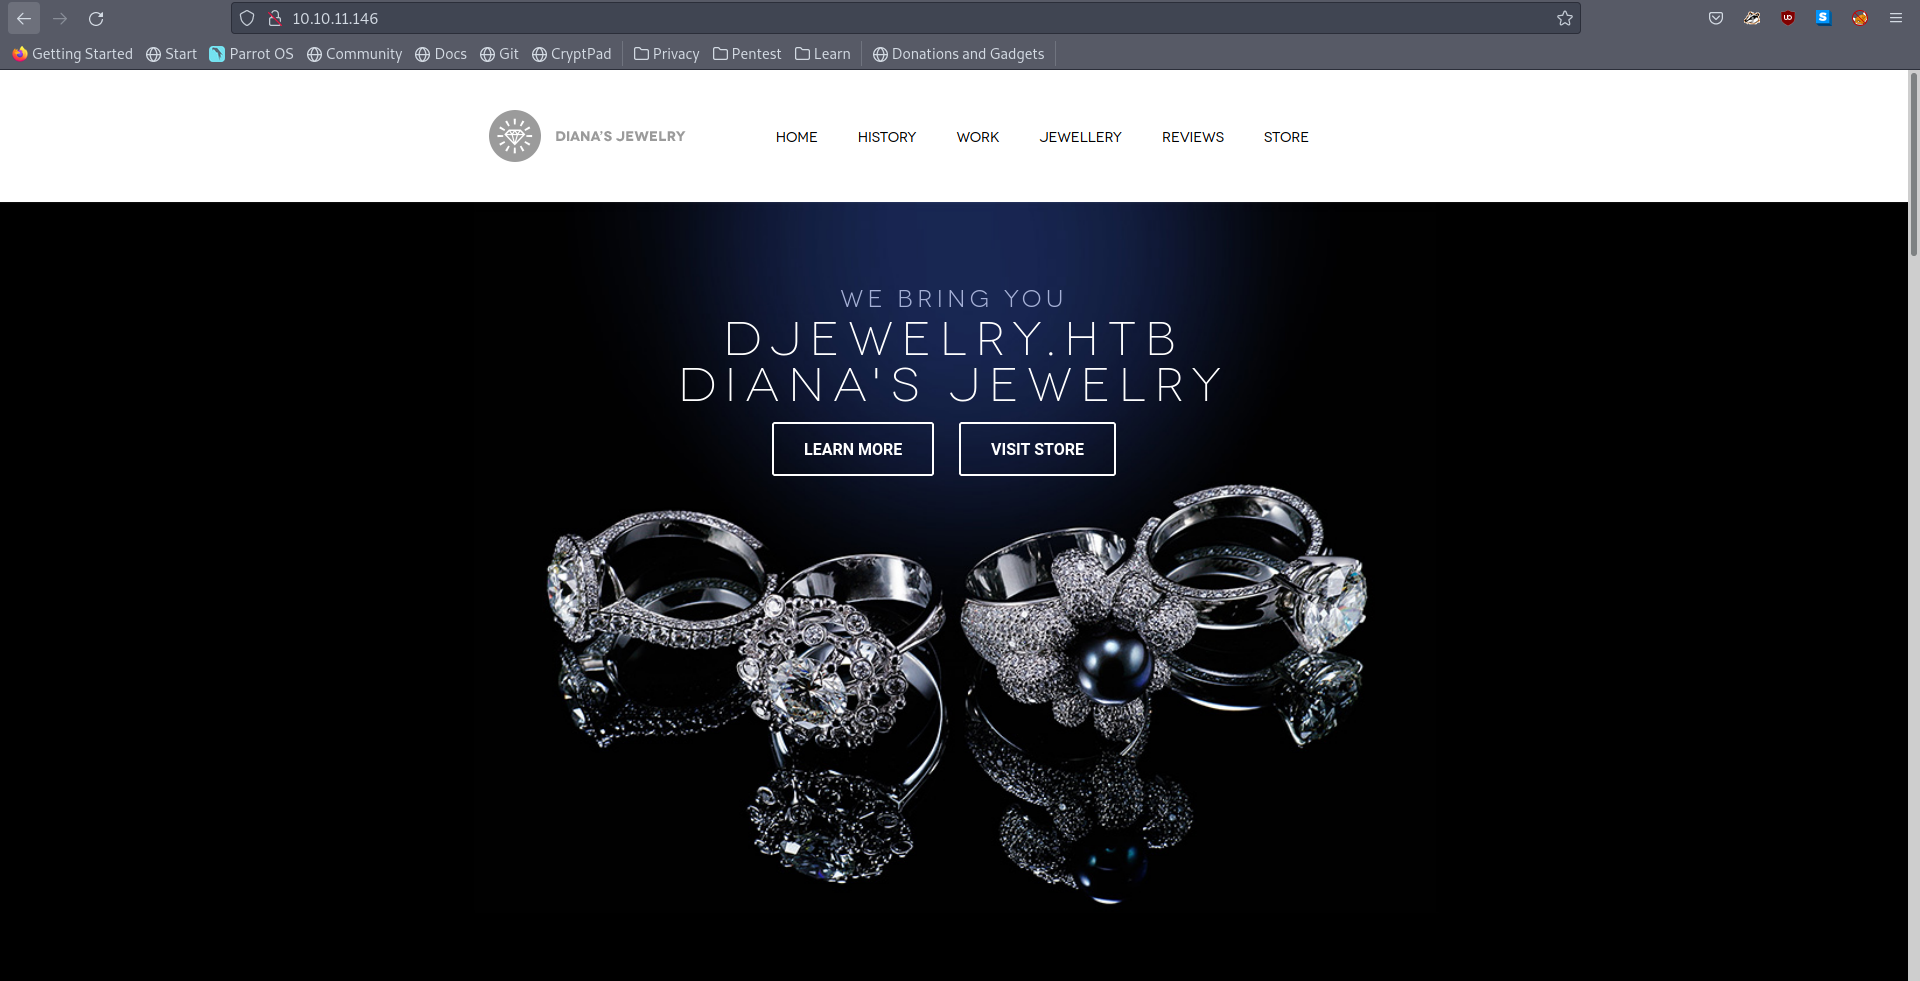 10.10.11.146
Getting Started Start Parrot OS Community Docs Git CryptPad Privacy Pentest Learn Donations and Gadgets
DIANA'S JEWELRY HOME HISTORY WORK JEWELLERY REVIEWS STORE
WE BRING YOU
DJEWELRY.HTB
DIANA'S JEWELRY
LEARN MORE VISIT STORE